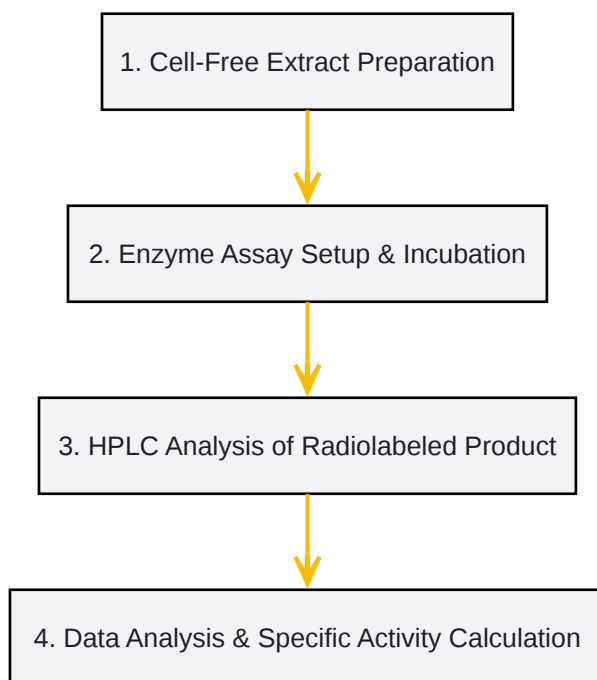 1. Cell-Free Extract Preparation
2. Enzyme Assay Setup & Incubation
3. HPLC Analysis of Radiolabeled Product
4. Data Analysis & Specific Activity Calculation